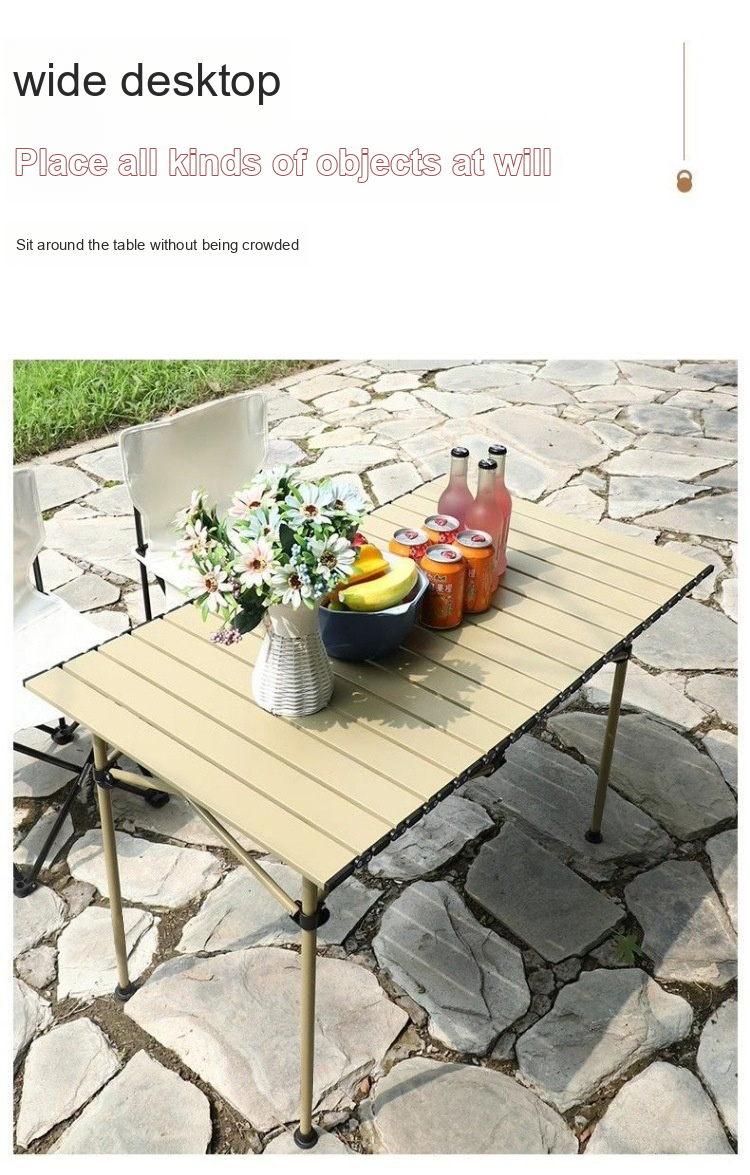 wide desktop
Place all kinds of objects at will
Sit around the table without being crowded